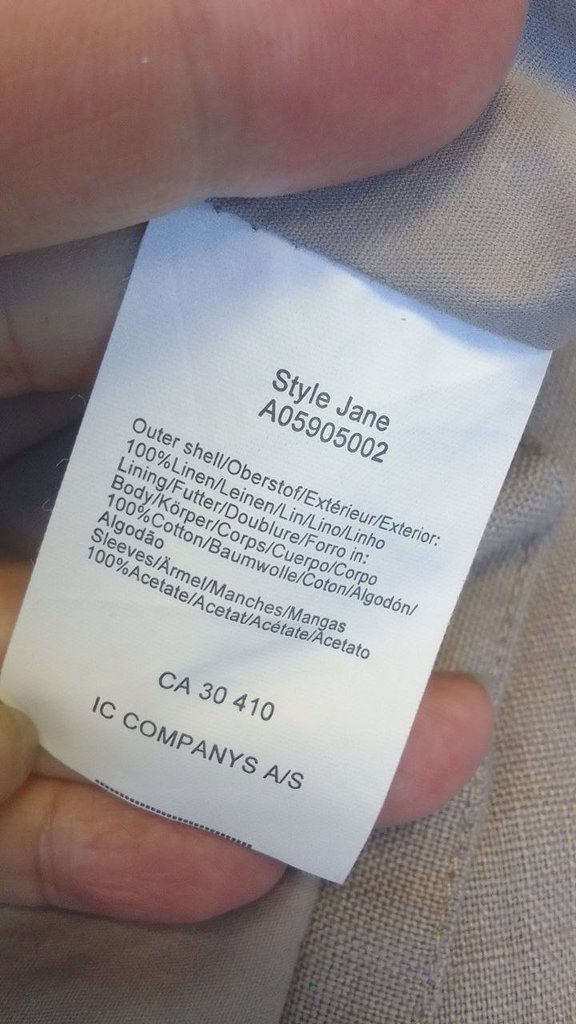 Style Jane
A05905002
Outer shell/Oberstof/Extérieur/Exterior:
100%Linen/Leinen/Lin/Lino/Linho
Lining/Futter/Doublure/Forro in:
Body/Körper/Corps/Cuerpo/Corpo
100%Cotton/Baumwolle/Coton/Algodón/
Algodão
Sleeves/Ärmel/Manches/Mangas
100%Acetate/Acetat/Acétate/Acetato
CA 30 410
IC COMPANYS A/S